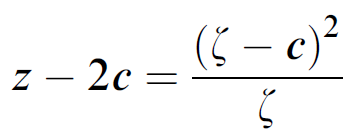 z − 2c = (ζ − c)² / ζ